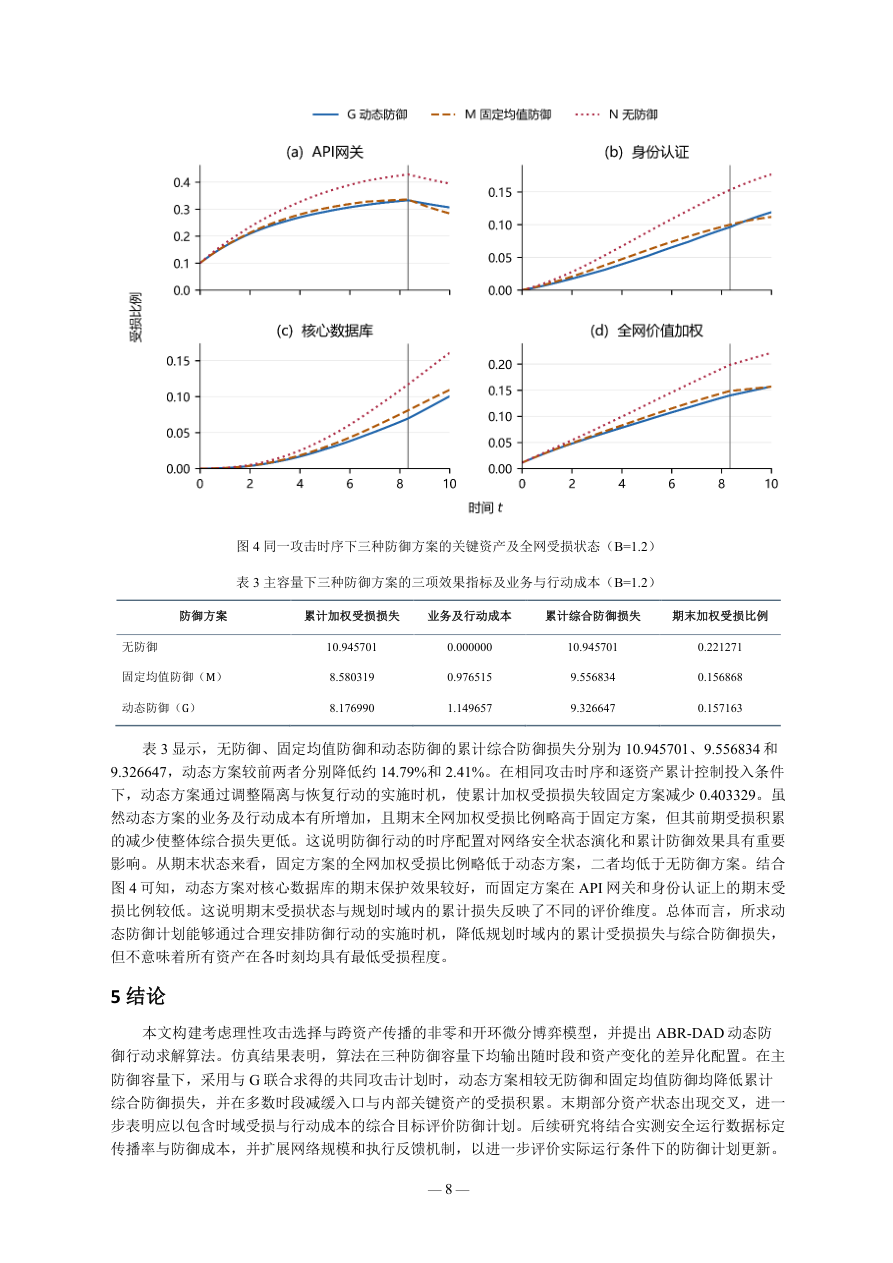 G 动态防御 M 固定均值防御 N 无防御
(a) API网关
(b) 身份认证
0.4
0.3
0.2
0.1
0.0
0.15
0.10
0.05
0.00
受损比例
(c) 核心数据库
(d) 全网价值加权
0.15
0.10
0.05
0.00
0.20
0.15
0.10
0.05
0.00
0 2 4 6 8 10
0 2 4 6 8 10
时间 t
图 4 同一攻击时序下三种防御方案的关键资产及全网受损状态（B=1.2）
表 3 主容量下三种防御方案的三项效果指标及业务与行动成本（B=1.2）
防御方案 累计加权受损损失 业务及行动成本 累计综合防御损失 期末加权受损比例
无防御 10.945701 0.000000 10.945701 0.221271
固定均值防御（M） 8.580319 0.976515 9.556834 0.156868
动态防御（G） 8.176990 1.149657 9.326647 0.157163
表 3 显示，无防御、固定均值防御和动态防御的累计综合防御损失分别为 10.945701、9.556834 和
9.326647，动态方案较前两者分别降低约 14.79%和 2.41%。在相同攻击时序和逐资产累计控制投入条件
下，动态方案通过调整隔离与恢复行动的实施时机，使累计加权受损损失较固定方案减少 0.403329。虽
然动态方案的业务及行动成本有所增加，且期末全网加权受损比例略高于固定方案，但其前期受损积累
的减少使整体综合损失更低。这说明防御行动的时序配置对网络安全状态演化和累计防御效果具有重要
影响。从期末状态来看，固定方案的全网加权受损比例略低于动态方案，二者均低于无防御方案。结合
图 4 可知，动态方案对核心数据库的期末保护效果较好，而固定方案在 API 网关和身份认证上的期末受
损比例较低。这说明期末受损状态与规划时域内的累计损失反映了不同的评价维度。总体而言，所求动
态防御计划能够通过合理安排防御行动的实施时机，降低规划时域内的累计受损损失与综合防御损失，
但不意味着所有资产在各时刻均具有最低受损程度。
5 结论
本文构建考虑理性攻击选择与跨资产传播的非零和开环微分博弈模型，并提出 ABR-DAD 动态防
御行动求解算法。仿真结果表明，算法在三种防御容量下均输出随时段和资产变化的差异化配置。在主
防御容量下，采用与 G 联合求得的共同攻击计划时，动态方案相较无防御和固定均值防御均降低累计
综合防御损失，并在多数时段减缓入口与内部关键资产的受损积累。末期部分资产状态出现交叉，进一
步表明应以包含时域受损与行动成本的综合目标评价防御计划。后续研究将结合实测安全运行数据标定
传播率与防御成本，并扩展网络规模和执行反馈机制，以进一步评价实际运行条件下的防御计划更新。
— 8 —